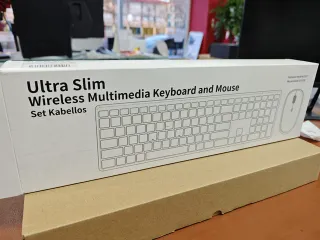 Ultra Slim
Wireless Multimedia Keyboard and Mouse
Set Kabellos